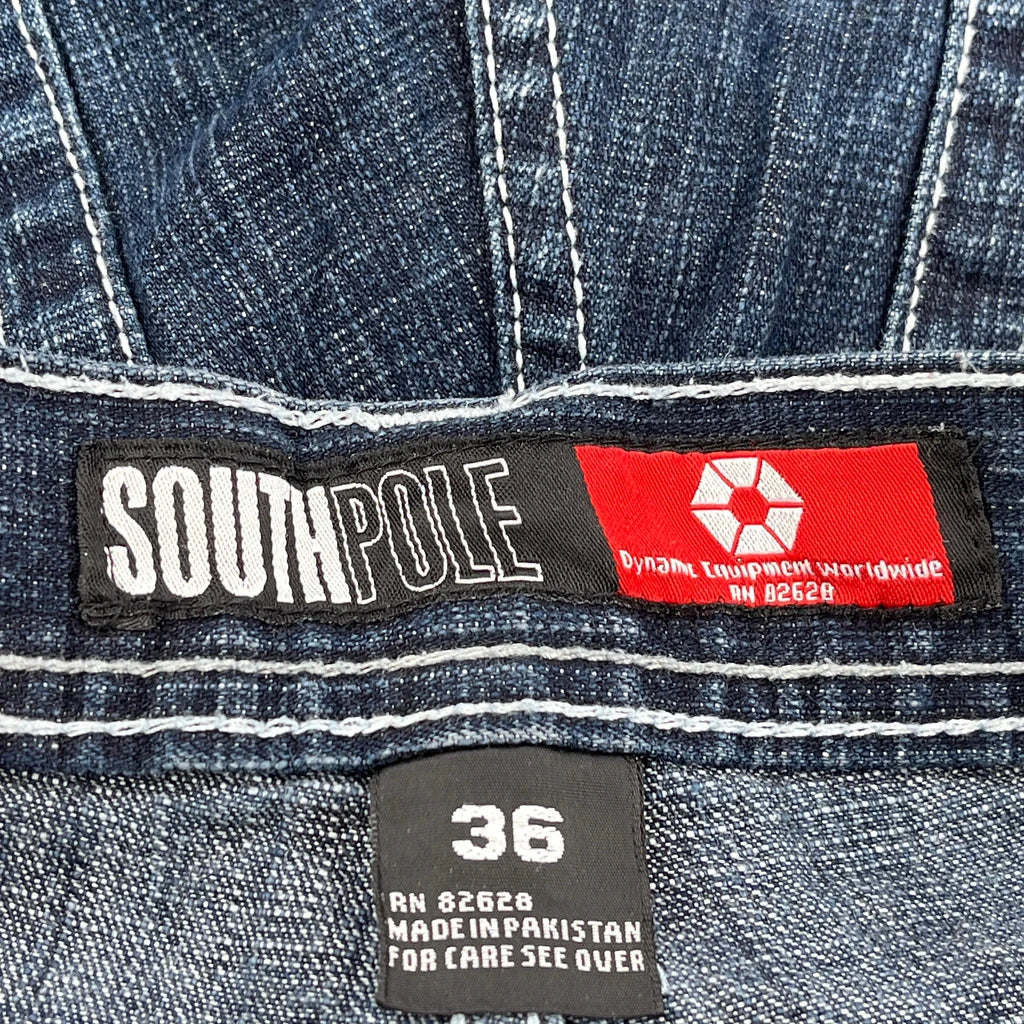 SOUTHPOLE
Dynamic Equipment Worldwide
RN 82628
36
RN 82628
MADE IN PAKISTAN
FOR CARE SEE OVER